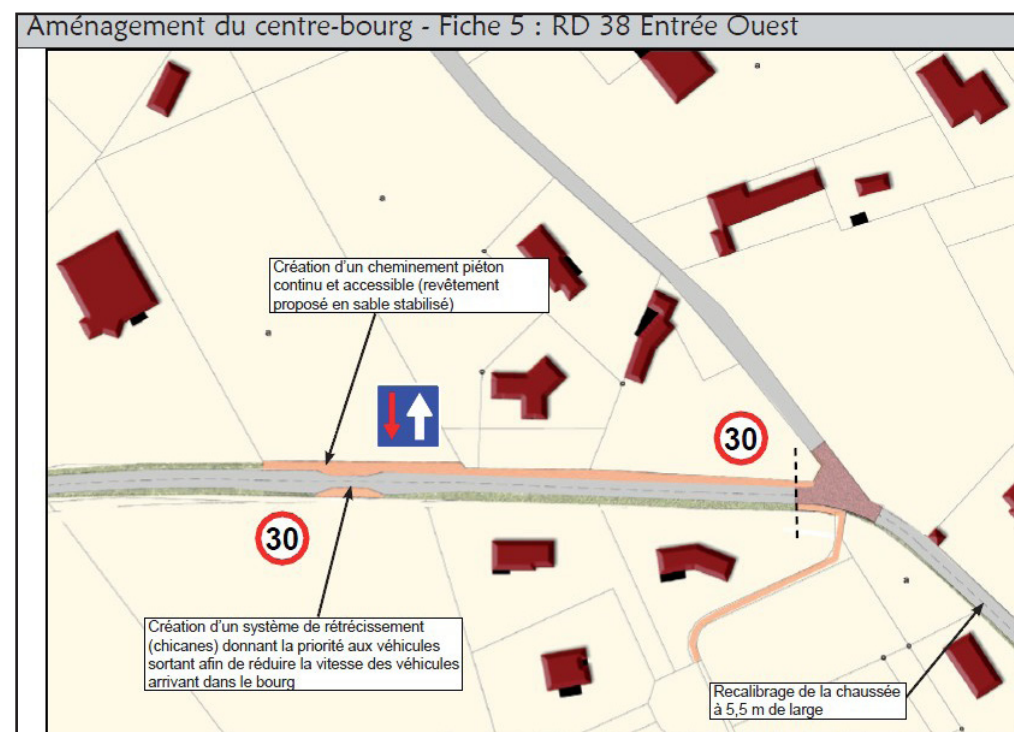 Aménagement du centre-bourg - Fiche 5 : RD 38 Entrée Ouest
Création d'un cheminement piéton
continu et accessible (revêtement
proposé en sable stabilisé)
30
30
Création d'un système de rétrécissement
(chicanes) donnant la priorité aux véhicules
sortant afin de réduire la vitesse des véhicules
arrivant dans le bourg
Recalibrage de la chaussée
à 5,5 m de large